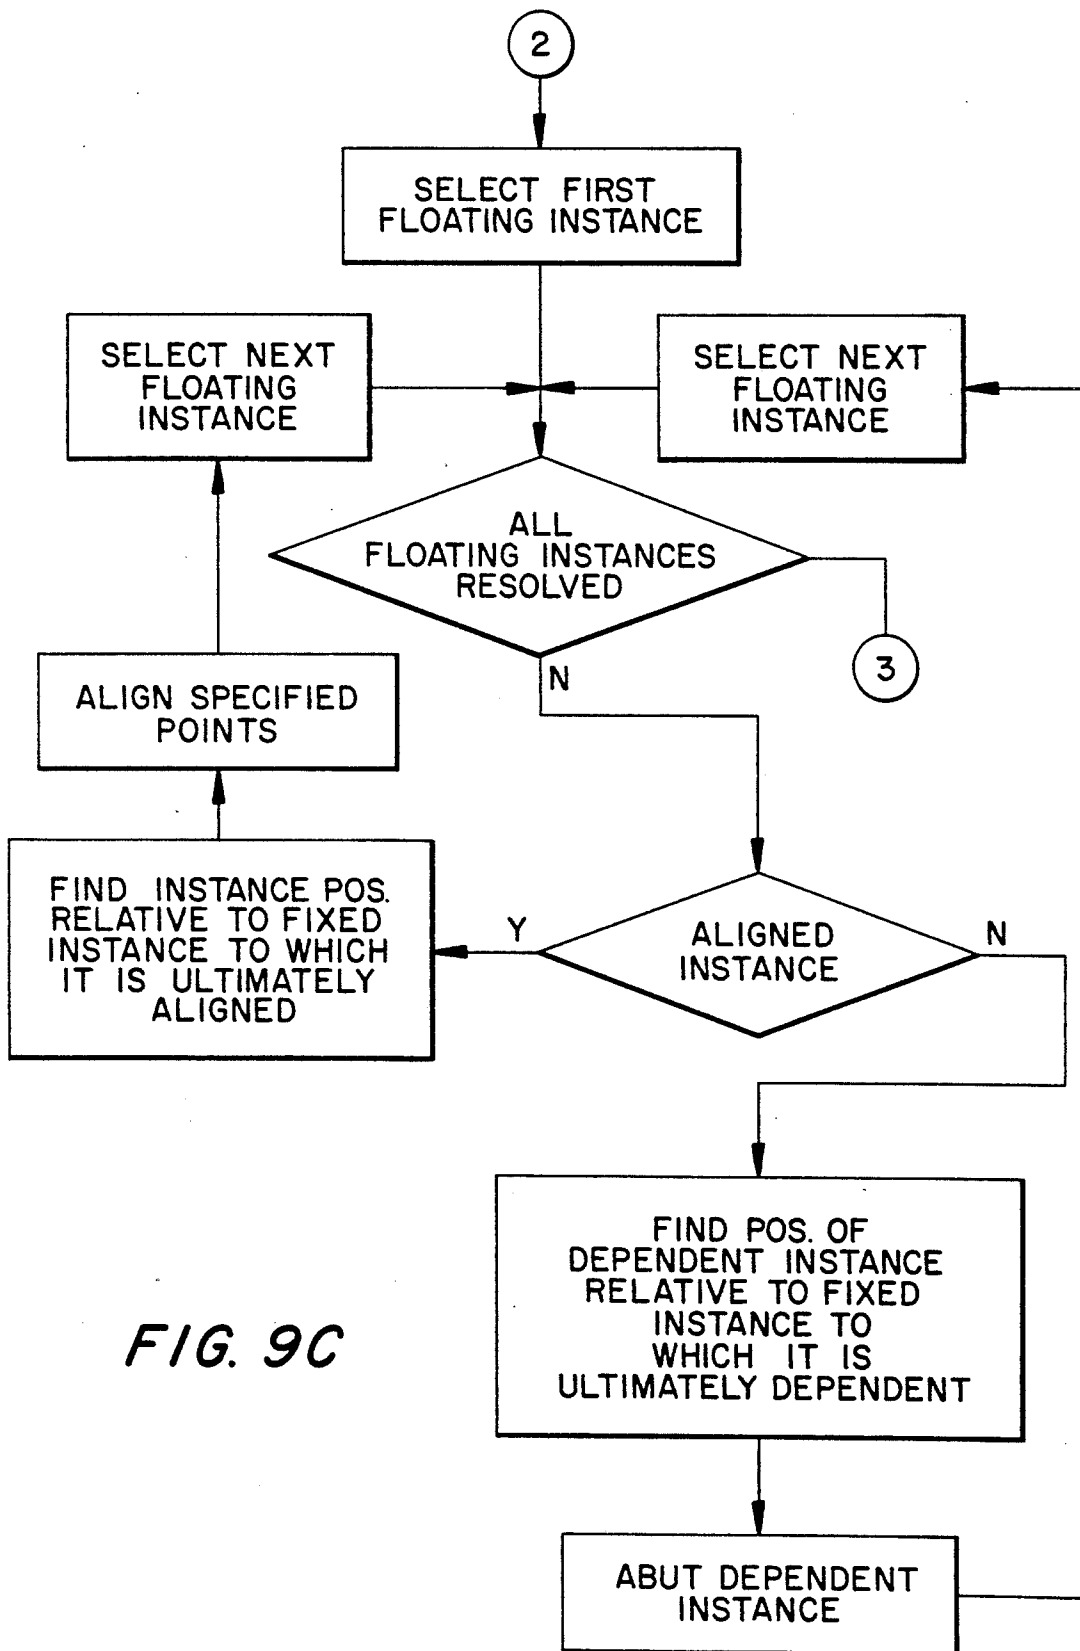 2
SELECT FIRST
FLOATING INSTANCE
SELECT NEXT
FLOATING
INSTANCE
SELECT NEXT
FLOATING
INSTANCE
ALL
FLOATING INSTANCES
RESOLVED
N
3
ALIGN SPECIFIED
POINTS
FIND INSTANCE POS.
RELATIVE TO FIXED
INSTANCE TO WHICH
IT IS ULTIMATELY
ALIGNED
Y
ALIGNED
INSTANCE
N
FIND POS. OF
DEPENDENT INSTANCE
RELATIVE TO FIXED
INSTANCE TO
WHICH IT IS
ULTIMATELY DEPENDENT
FIG. 9C
ABUT DEPENDENT
INSTANCE